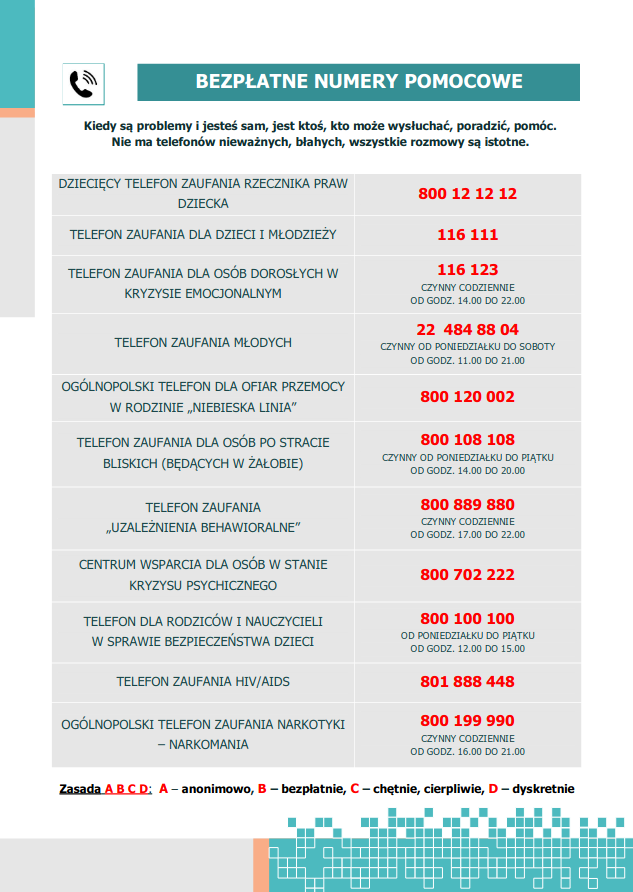 BEZPŁATNE NUMERY POMOCOWE
Kiedy są problemy i jesteś sam, jest ktoś, kto może wysłuchać, poradzić, pomóc.
Nie ma telefonów nieważnych, błahych, wszystkie rozmowy są istotne.
DZIECIĘCY TELEFON ZAUFANIA RZECZNIKA PRAW
DZIECKA
800 12 12 12
TELEFON ZAUFANIA DLA DZIECI I MŁODZIEŻY
116 111
TELEFON ZAUFANIA DLA OSÓB DOROSŁYCH W
KRYZYSIE EMOCJONALNYM
116 123
CZYNNY CODZIENNIE
OD GODZ. 14.00 DO 22.00
TELEFON ZAUFANIA MŁODYCH
22 484 88 04
CZYNNY OD PONIEDZIAŁKU DO SOBOTY
OD GODZ. 11.00 DO 21.00
OGÓLNOPOLSKI TELEFON DLA OFIAR PRZEMOCY
W RODZINIE „NIEBIESKA LINIA”
800 120 002
TELEFON ZAUFANIA DLA OSÓB PO STRACIE
BLISKICH (BĘDĄCYCH W ŻAŁOBIE)
800 108 108
CZYNNY OD PONIEDZIAŁKU DO PIĄTKU
OD GODZ. 14.00 DO 20.00
TELEFON ZAUFANIA
„UZALEŻNIENIA BEHAWIORALNE”
800 889 880
CZYNNY CODZIENNIE
OD GODZ. 17.00 DO 22.00
CENTRUM WSPARCIA DLA OSÓB W STANIE
KRYZYSU PSYCHICZNEGO
800 702 222
TELEFON DLA RODZICÓW I NAUCZYCIELI
W SPRAWIE BEZPIECZEŃSTWA DZIECI
800 100 100
OD PONIEDZIAŁKU DO PIĄTKU
OD GODZ. 12.00 DO 15.00
TELEFON ZAUFANIA HIV/AIDS
801 888 448
OGÓLNOPOLSKI TELEFON ZAUFANIA NARKOTYKI
– NARKOMANIA
800 199 990
CZYNNY CODZIENNIE
OD GODZ. 16.00 DO 21.00
Zasada A B C D: A – anonimowo, B – bezpłatnie, C – chętnie, cierpliwie, D – dyskretnie